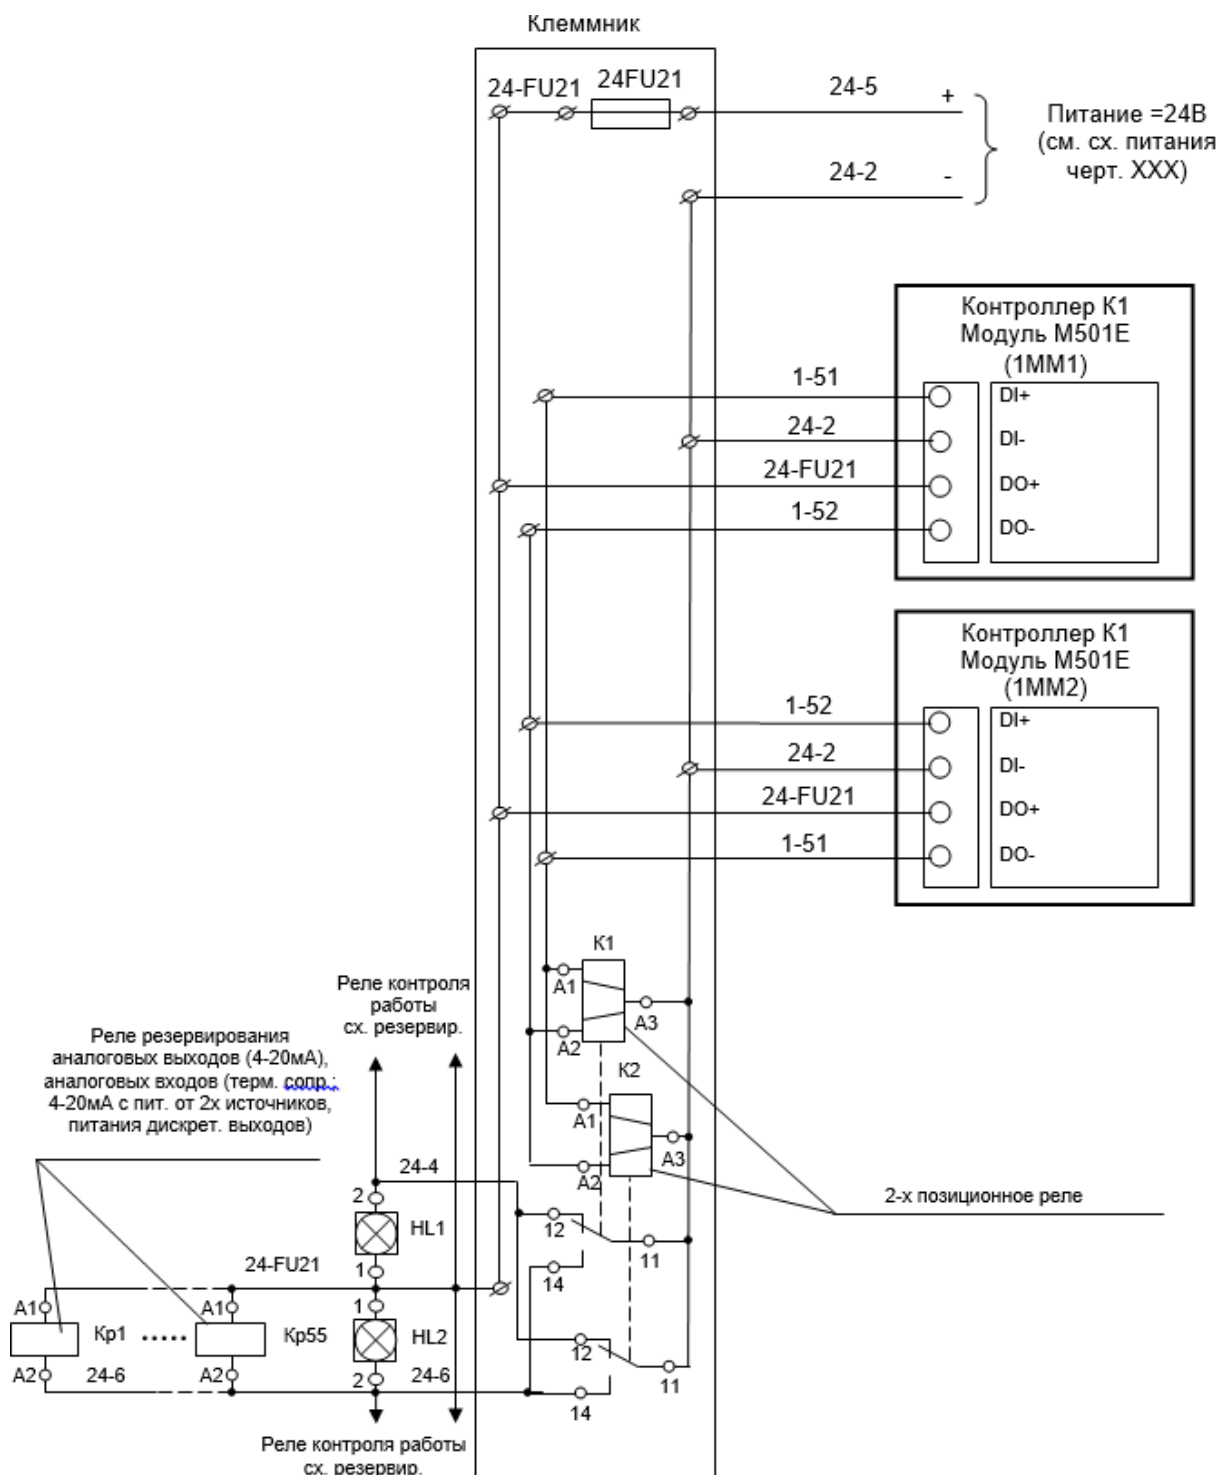 Клеммник
24-FU21
24FU21
24-5
+
Питание =24В
(см. сх. питания
черт. XXX)
24-2
-
Контроллер К1
Модуль М501Е
(1ММ1)
1-51
DI+
24-2
DI-
24-FU21
DO+
1-52
DO-
Контроллер К1
Модуль М501Е
(1ММ2)
1-52
DI+
24-2
DI-
24-FU21
DO+
1-51
DO-
К1
А1
А3
А2
К2
А1
А3
А2
Реле контроля
работы
сх. резервир.
Реле резервирования
аналоговых выходов (4-20мА),
аналоговых входов (терм. сопр.;
4-20мА с пит. от 2х источников,
питания дискрет. выходов)
24-4
2-х позиционное реле
2
HL1
12
11
1
14
24-FU21
А1
Кр1
А2
А1
Кр55
А2
1
HL2
2
24-6
24-6
12
11
14
Реле контроля работы
сх. резервир.